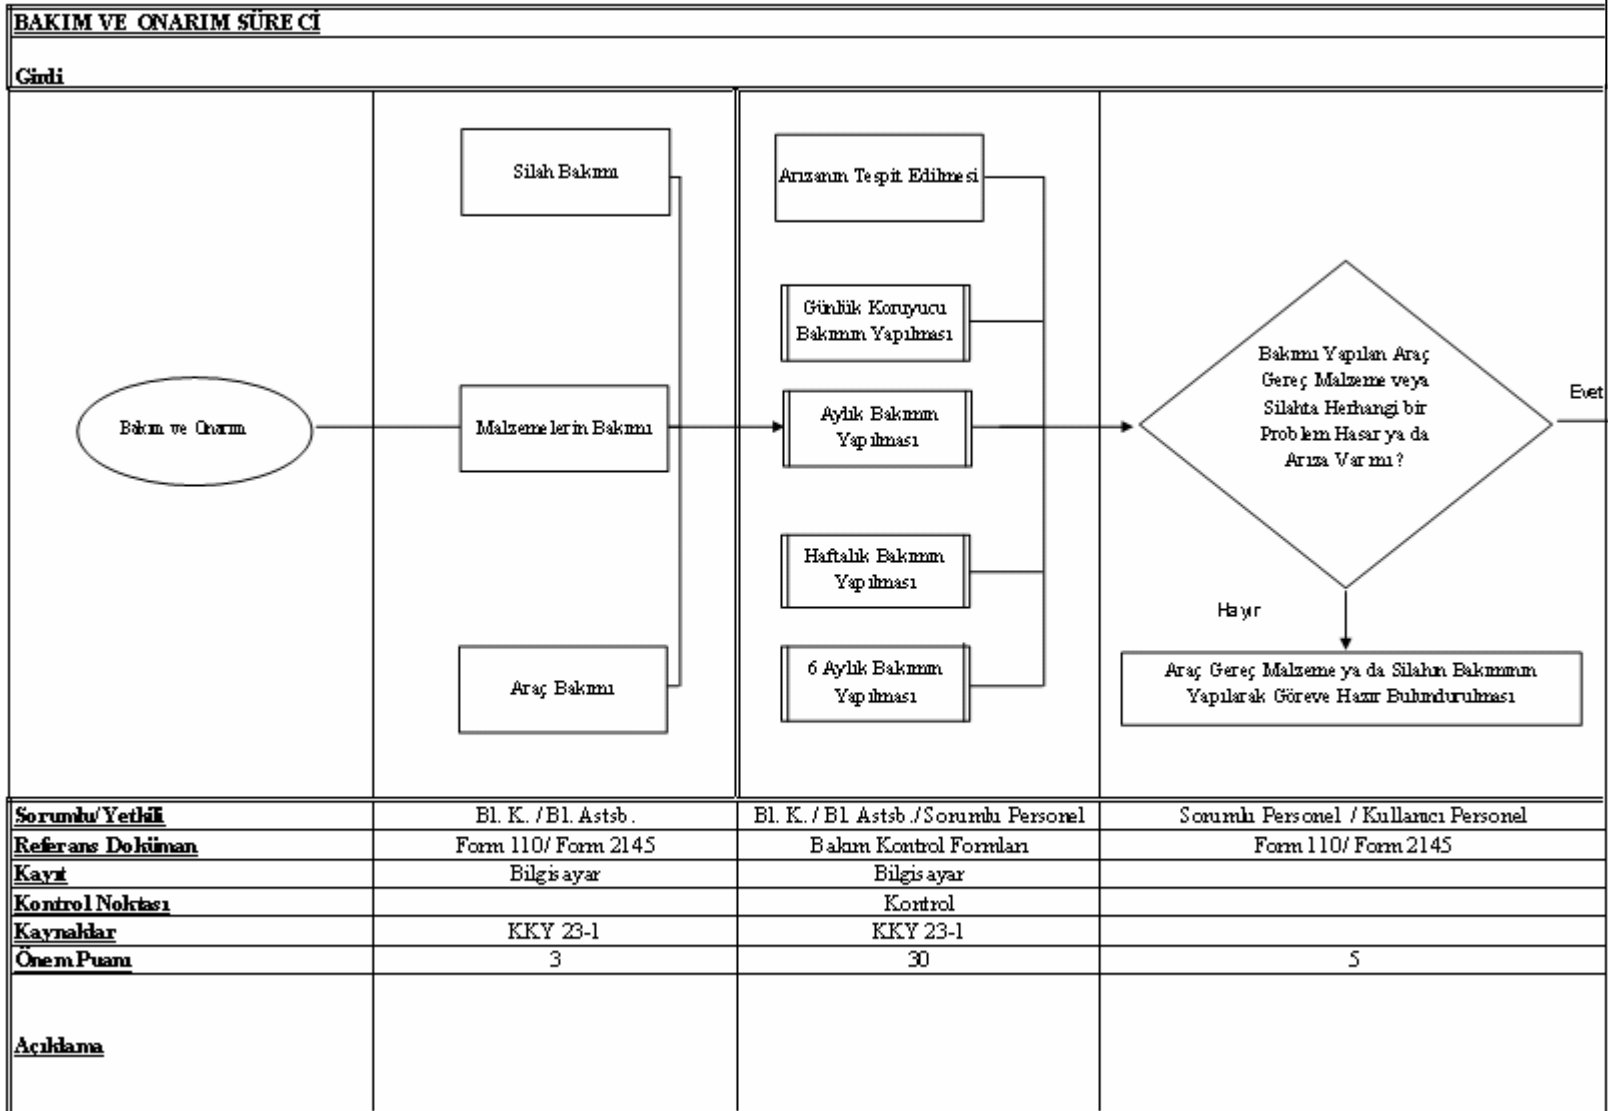 BAKIM VE ONARIM SÜRECİ
Girdi
Bakım ve Onarım
Silah Bakımı
Malzemelerin Bakımı
Araç Bakımı
Arızanın Tespit Edilmesi
Günlük Koruyucu
Bakımın Yapılması
Aylık Bakımın
Yapılması
Haftalık Bakımın
Yapılması
6 Aylık Bakımın
Yapılması
Bakımı Yapılan Araç
Gereç Malzeme veya
Silahta Herhangi bir
Problem Hasar ya da
Arıza Var mı?
Evet
Hayır
Araç Gereç Malzeme ya da Silahın Bakımının
Yapılarak Göreve Hazır Bulundurulması
Sorumlu/Yetkili Bl. K. / Bl. Astsb. Bl. K. / Bl. Astsb./Sorumlu Personel Sorumlu Personel / Kullanıcı Personel
Referans Doküman Form 110/ Form 2145 Bakım Kontrol Formları Form 110/ Form 2145
Kayıt Bilgisayar Bilgisayar
Kontrol Noktası Kontrol
Kaynaklar KKY 23-1 KKY 23-1
Önem Puanı 3 30 5
Açıklama